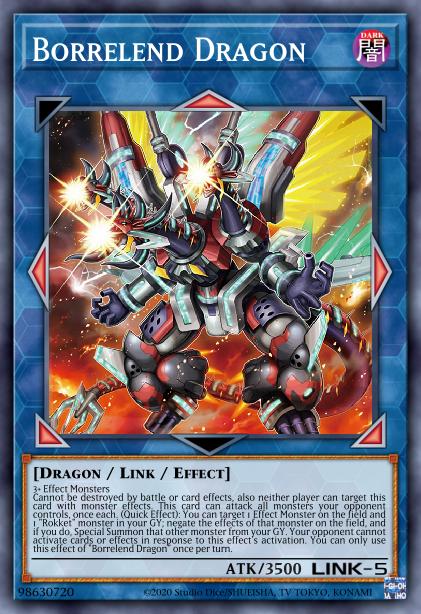 BORRELEND DRAGON
DARK
闇
[DRAGON / LINK / EFFECT]
3+ Effect Monsters
Cannot be destroyed by battle or card effects, also neither player can target this
card with monster effects. This card can attack all monsters your opponent
controls, once each. (Quick Effect): You can target 1 Effect Monster on the field and
1 "Rokket" monster in your GY; negate the effects of that monster on the field, and
if you do, Special Summon that other monster from your GY. Your opponent cannot
activate cards or effects in response to this effect's activation. You can only use
this effect of "Borrelend Dragon" once per turn.
ATK/3500 LINK-5
98630720 ©2020 Studio Dice/SHUEISHA, TV TOKYO, KONAMI